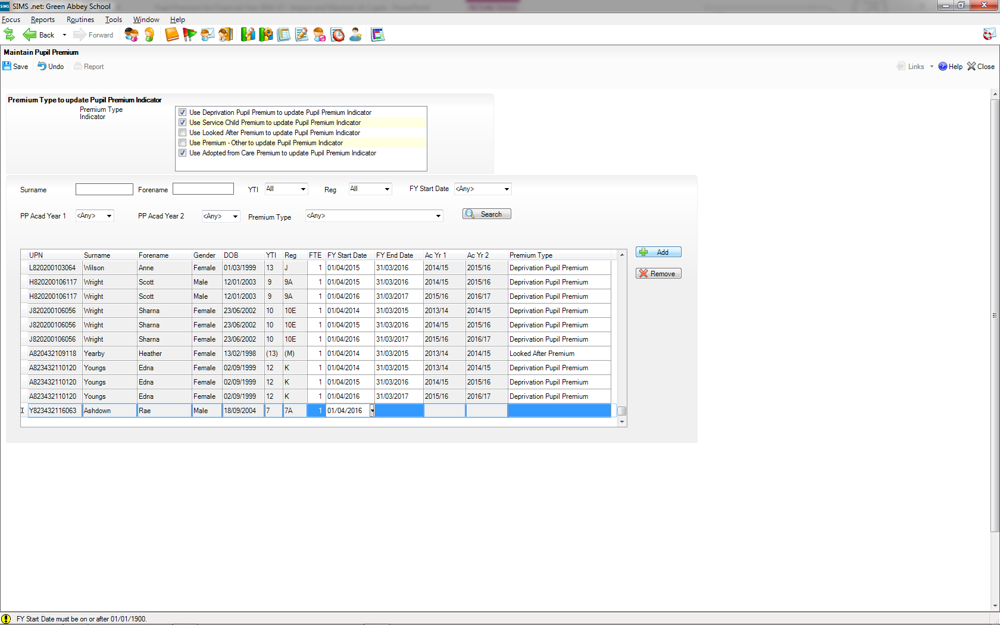 SIMS SIMS .net: Green Abbey School
Focus Reports Routines Tools Window Help
Back Forward
Maintain Pupil Premium
Save Undo Report Links Help Close
Premium Type to update Pupil Premium Indicator
Premium Type
Indicator
Use Deprivation Pupil Premium to update Pupil Premium Indicator
Use Service Child Premium to update Pupil Premium Indicator
Use Looked After Premium to update Pupil Premium Indicator
Use Premium - Other to update Pupil Premium Indicator
Use Adopted from Care Premium to update Pupil Premium Indicator
Surname Forename YTI All Reg All FY Start Date <Any>
PP Acad Year 1 <Any> PP Acad Year 2 <Any> Premium Type <Any> Search
UPN Surname Forename Gender DOB YTI Reg FTE FY Start Date FY End Date Ac Yr 1 Ac Yr 2 Premium Type Add
L820200103064 Wilson Anne Female 01/03/1999 13 J 1 01/04/2015 31/03/2016 2014/15 2015/16 Deprivation Pupil Premium
Remove
H820200106117 Wright Scott Male 12/01/2003 9 9A 1 01/04/2015 31/03/2016 2014/15 2015/16 Deprivation Pupil Premium
H820200106117 Wright Scott Male 12/01/2003 9 9A 1 01/04/2016 31/03/2017 2015/16 2016/17 Deprivation Pupil Premium
J820200106056 Wright Sharna Female 23/06/2002 10 10E 1 01/04/2014 31/03/2015 2013/14 2014/15 Deprivation Pupil Premium
J820200106056 Wright Sharna Female 23/06/2002 10 10E 1 01/04/2015 31/03/2016 2014/15 2015/16 Deprivation Pupil Premium
J820200106056 Wright Sharna Female 23/06/2002 10 10E 1 01/04/2016 31/03/2017 2015/16 2016/17 Deprivation Pupil Premium
A820432109118 Yearby Heather Female 13/02/1998 (13) (M) 1 01/04/2014 31/03/2015 2013/14 2014/15 Looked After Premium
A823432110120 Youngs Edna Female 02/09/1999 12 K 1 01/04/2014 31/03/2015 2013/14 2014/15 Deprivation Pupil Premium
A823432110120 Youngs Edna Female 02/09/1999 12 K 1 01/04/2015 31/03/2016 2014/15 2015/16 Deprivation Pupil Premium
A823432110120 Youngs Edna Female 02/09/1999 12 K 1 01/04/2016 31/03/2017 2015/16 2016/17 Deprivation Pupil Premium
Y823432116063 Ashdown Rae Male 18/09/2004 7 7A 1 01/04/2016
FY Start Date must be on or after 01/01/1900.